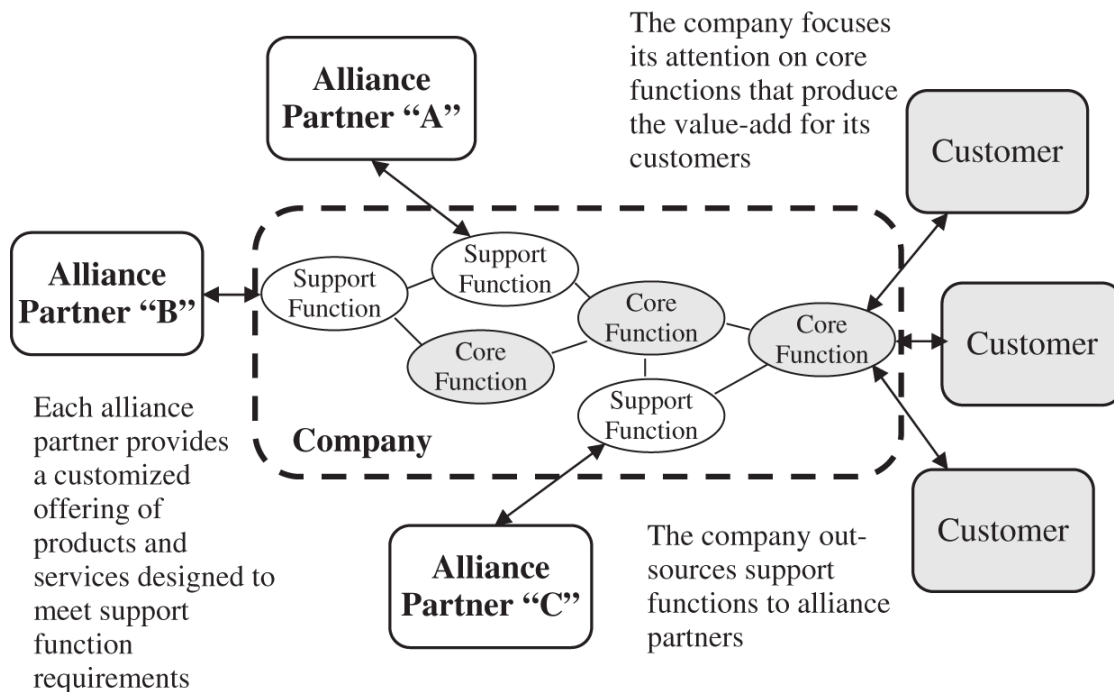 The company focuses
its attention on core
functions that produce
the value-add for its
customers
Alliance
Partner “A”
Customer
Alliance
Partner “B”
Support
Function
Support
Function
Core
Function
Core
Function
Core
Function
Customer
Support
Function
Company
Each alliance
partner provides
a customized
offering of
products and
services designed to
meet support
function
requirements
Alliance
Partner “C”
The company out-
sources support
functions to alliance
partners
Customer